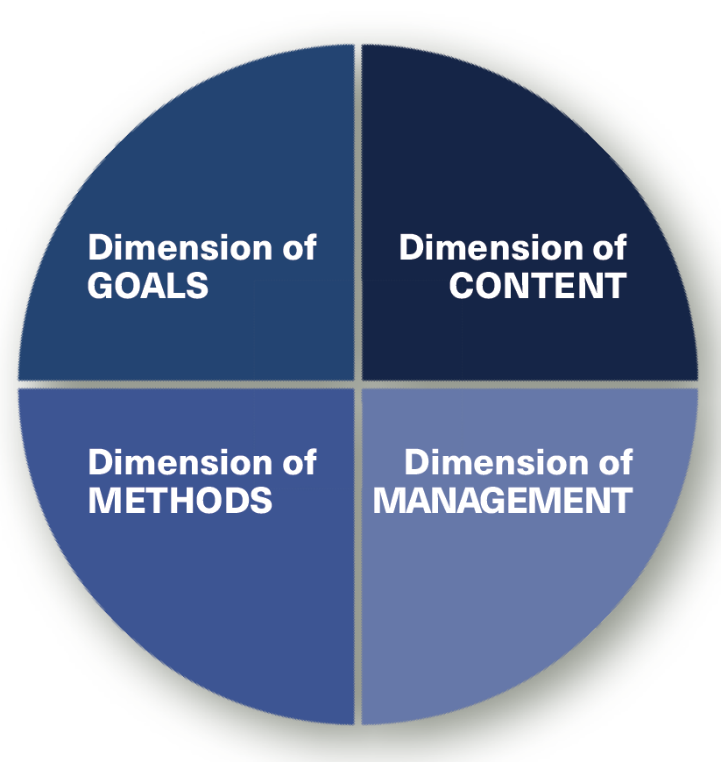 Dimension of
GOALS
Dimension of
CONTENT
Dimension of
METHODS
Dimension of
MANAGEMENT